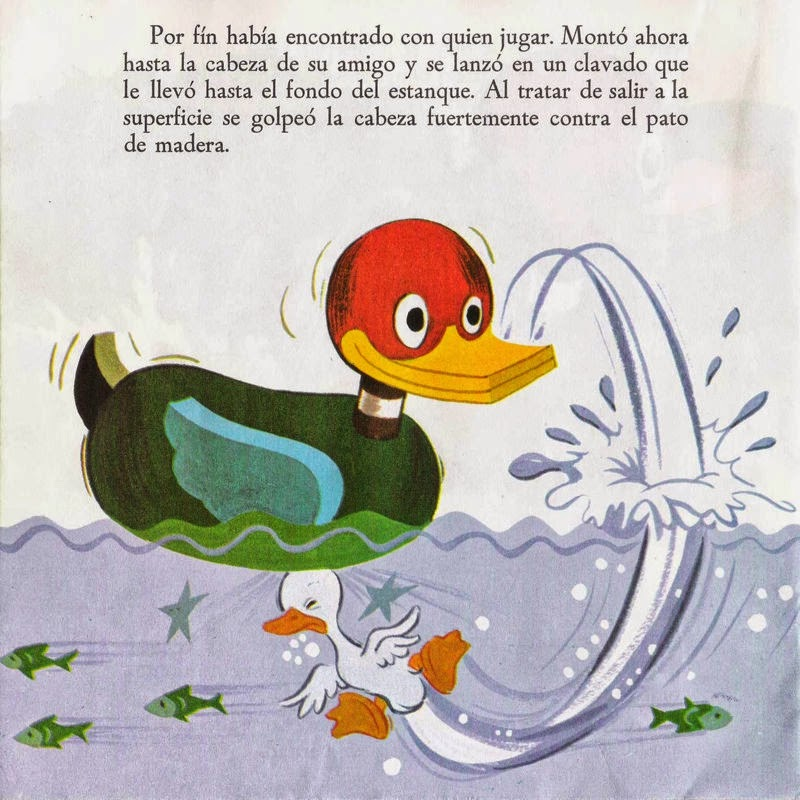 Por fín había encontrado con quien jugar. Montó ahora
hasta la cabeza de su amigo y se lanzó en un clavado que
le llevó hasta el fondo del estanque. Al tratar de salir a la
superficie se golpeó la cabeza fuertemente contra el pato
de madera.